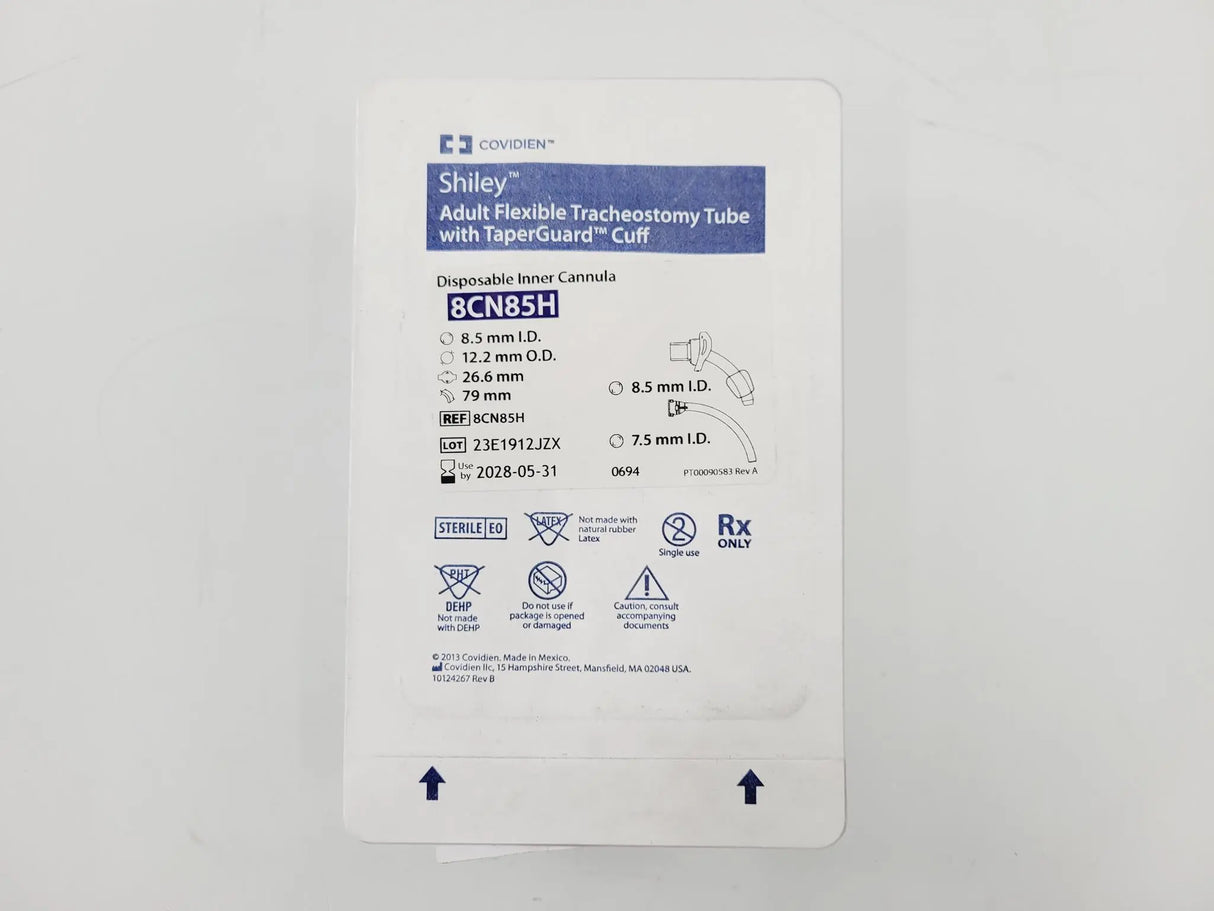 COVIDIEN™
Shiley™
Adult Flexible Tracheostomy Tube
with TaperGuard™ Cuff
Disposable Inner Cannula
8CN85H
8.5 mm I.D.
12.2 mm O.D.
26.6 mm
79 mm
8.5 mm I.D.
REF 8CN85H
LOT 23E1912JZX
7.5 mm I.D.
Use by 2028-05-31
0694
PT00090583 Rev A
STERILE EO
LATEX
Not made with
natural rubber
Latex
2
Single use
Rx
ONLY
PHT
DEHP
Not made
with DEHP
Do not use if
package is opened
or damaged
!
Caution, consult
accompanying
documents
© 2013 Covidien. Made in Mexico.
Covidien llc, 15 Hampshire Street, Mansfield, MA 02048 USA.
10124267 Rev B